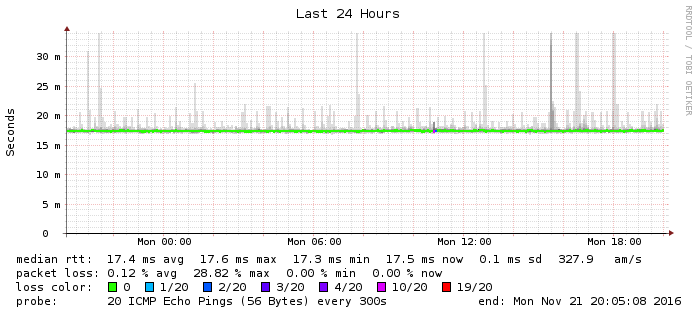 Last 24 Hours
RRDTOOL / TOBI OETIKER
Seconds
30 m
25 m
20 m
15 m
10 m
5 m
0
Mon 00:00 Mon 06:00 Mon 12:00 Mon 18:00
median rtt: 17.4 ms avg 17.6 ms max 17.3 ms min 17.5 ms now 0.1 ms sd 327.9 am/s
packet loss: 0.12 % avg 28.82 % max 0.00 % min 0.00 % now
loss color: 0 1/20 2/20 3/20 4/20 10/20 19/20
probe: 20 ICMP Echo Pings (56 Bytes) every 300s end: Mon Nov 21 20:05:08 2016